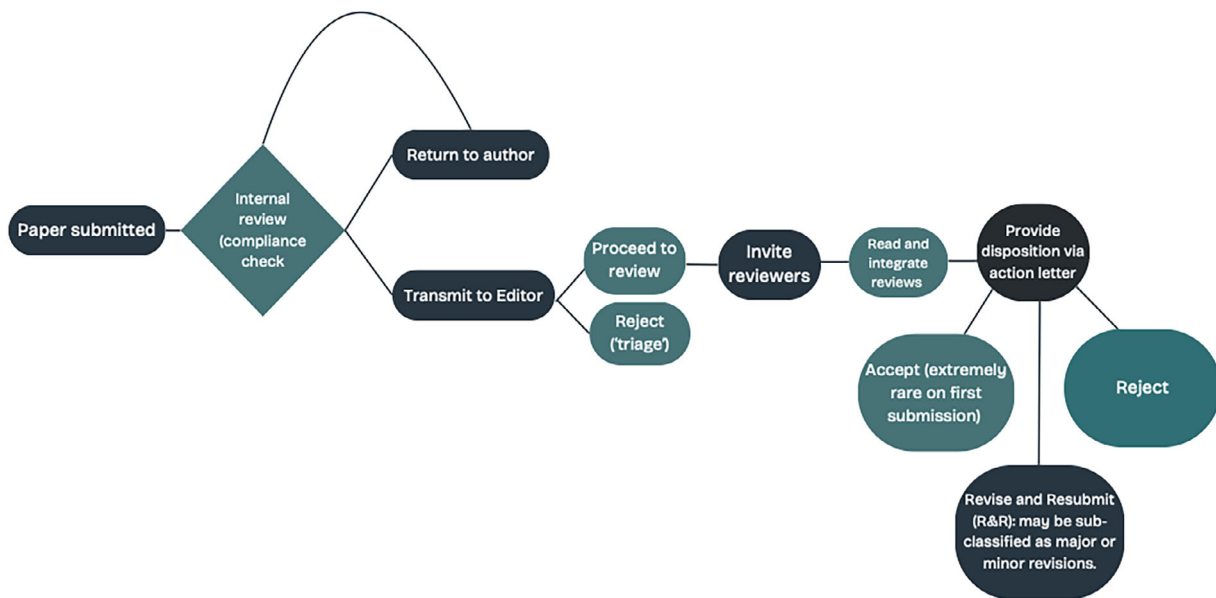 Paper submitted
Internal
review
(compliance
check
Return to author
Transmit to Editor
Proceed to
review
Reject
('triage')
Invite
reviewers
Read and
integrate
reviews
Provide
disposition via
action letter
Accept (extremely
rare on first
submission)
Revise and Resubmit
(R&R): may be sub-
classified as major or
minor revisions.
Reject